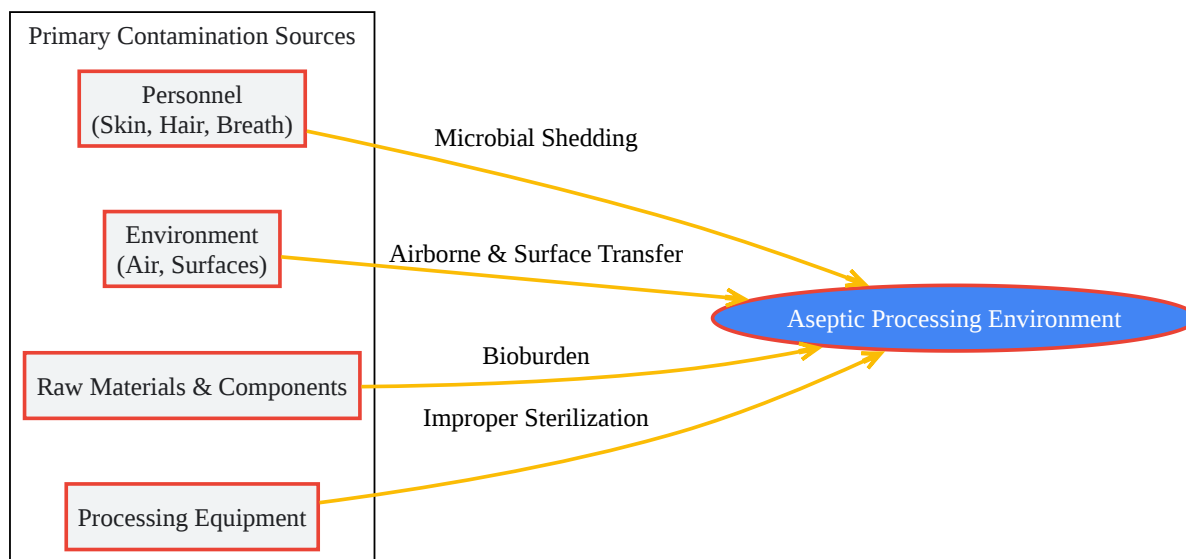 Primary Contamination Sources
Personnel
(Skin, Hair, Breath)
Microbial Shedding
Environment
(Air, Surfaces)
Airborne & Surface Transfer
Aseptic Processing Environment
Raw Materials & Components
Bioburden
Improper Sterilization
Processing Equipment